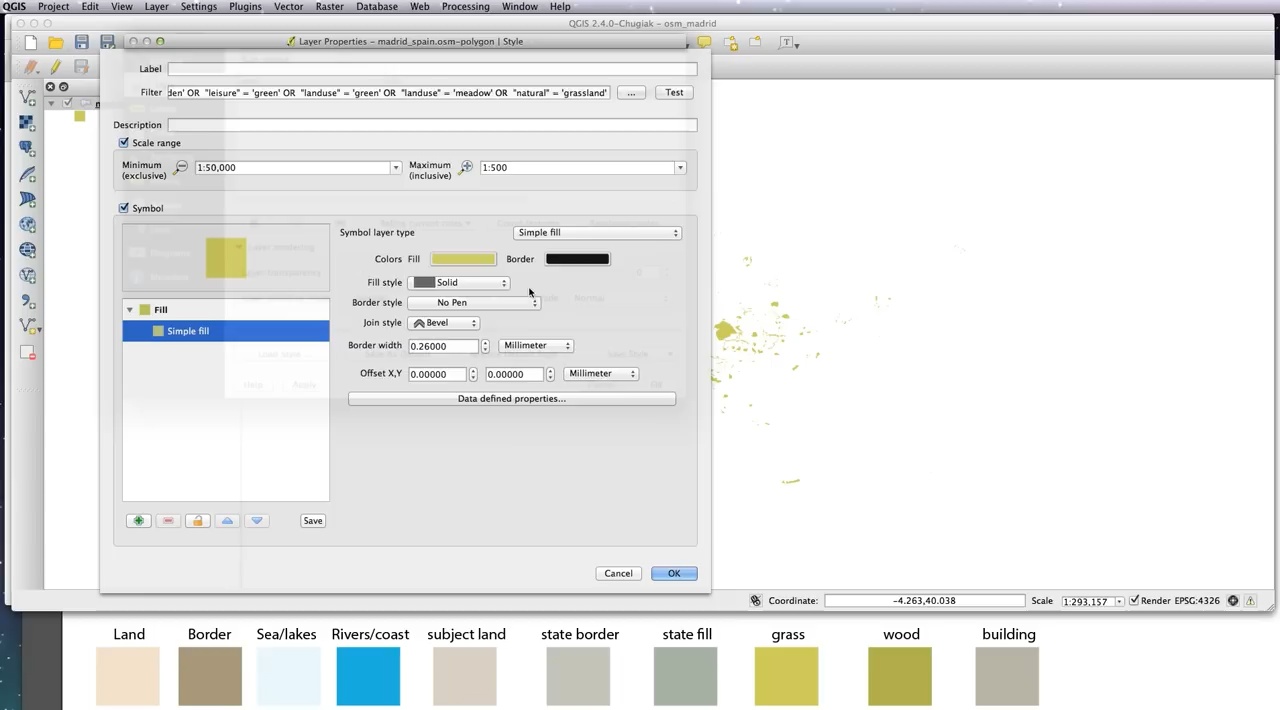 QGIS Project Edit View Layer Settings Plugins Vector Raster Database Web Processing Window Help
QGIS 2.4.0-Chugiak - osm_madrid
Layer Properties - madrid_spain.osm-polygon | Style
Label
Filter den' OR "leisure" = 'green' OR "landuse" = 'green' OR "landuse" = 'meadow' OR "natural" = 'grassland' ... Test
Description
Scale range
Minimum (exclusive) 1:50,000 Maximum (inclusive) 1:500
Symbol
Symbol layer type Simple fill
Colors Fill Border
Fill style Solid
Border style No Pen
Join style Bevel
Border width 0.26000 Millimeter
Offset X,Y 0.00000 0.00000 Millimeter
Data defined properties...
Fill
Simple fill
Save
Cancel OK
Coordinate: -4.263,40.038 Scale 1:293,157 Render EPSG:4326
Land Border Sea/lakes Rivers/coast subject land state border state fill grass wood building